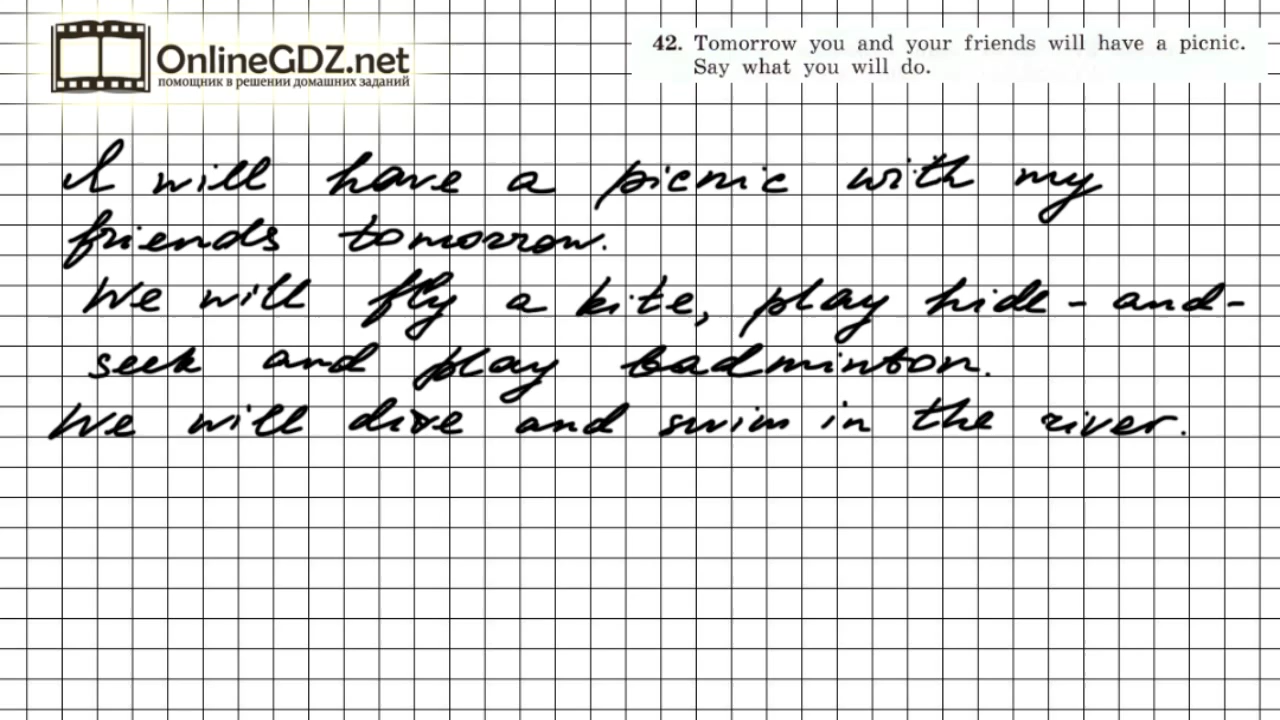 OnlineGDZ.net
помощник в решении домашних заданий
42. Tomorrow you and your friends will have a picnic.
Say what you will do.
I will have a picnic with my
friends tomorrow.
We will fly a kite, play hide-and-
seek and play badminton.
We will dive and swim in the river.